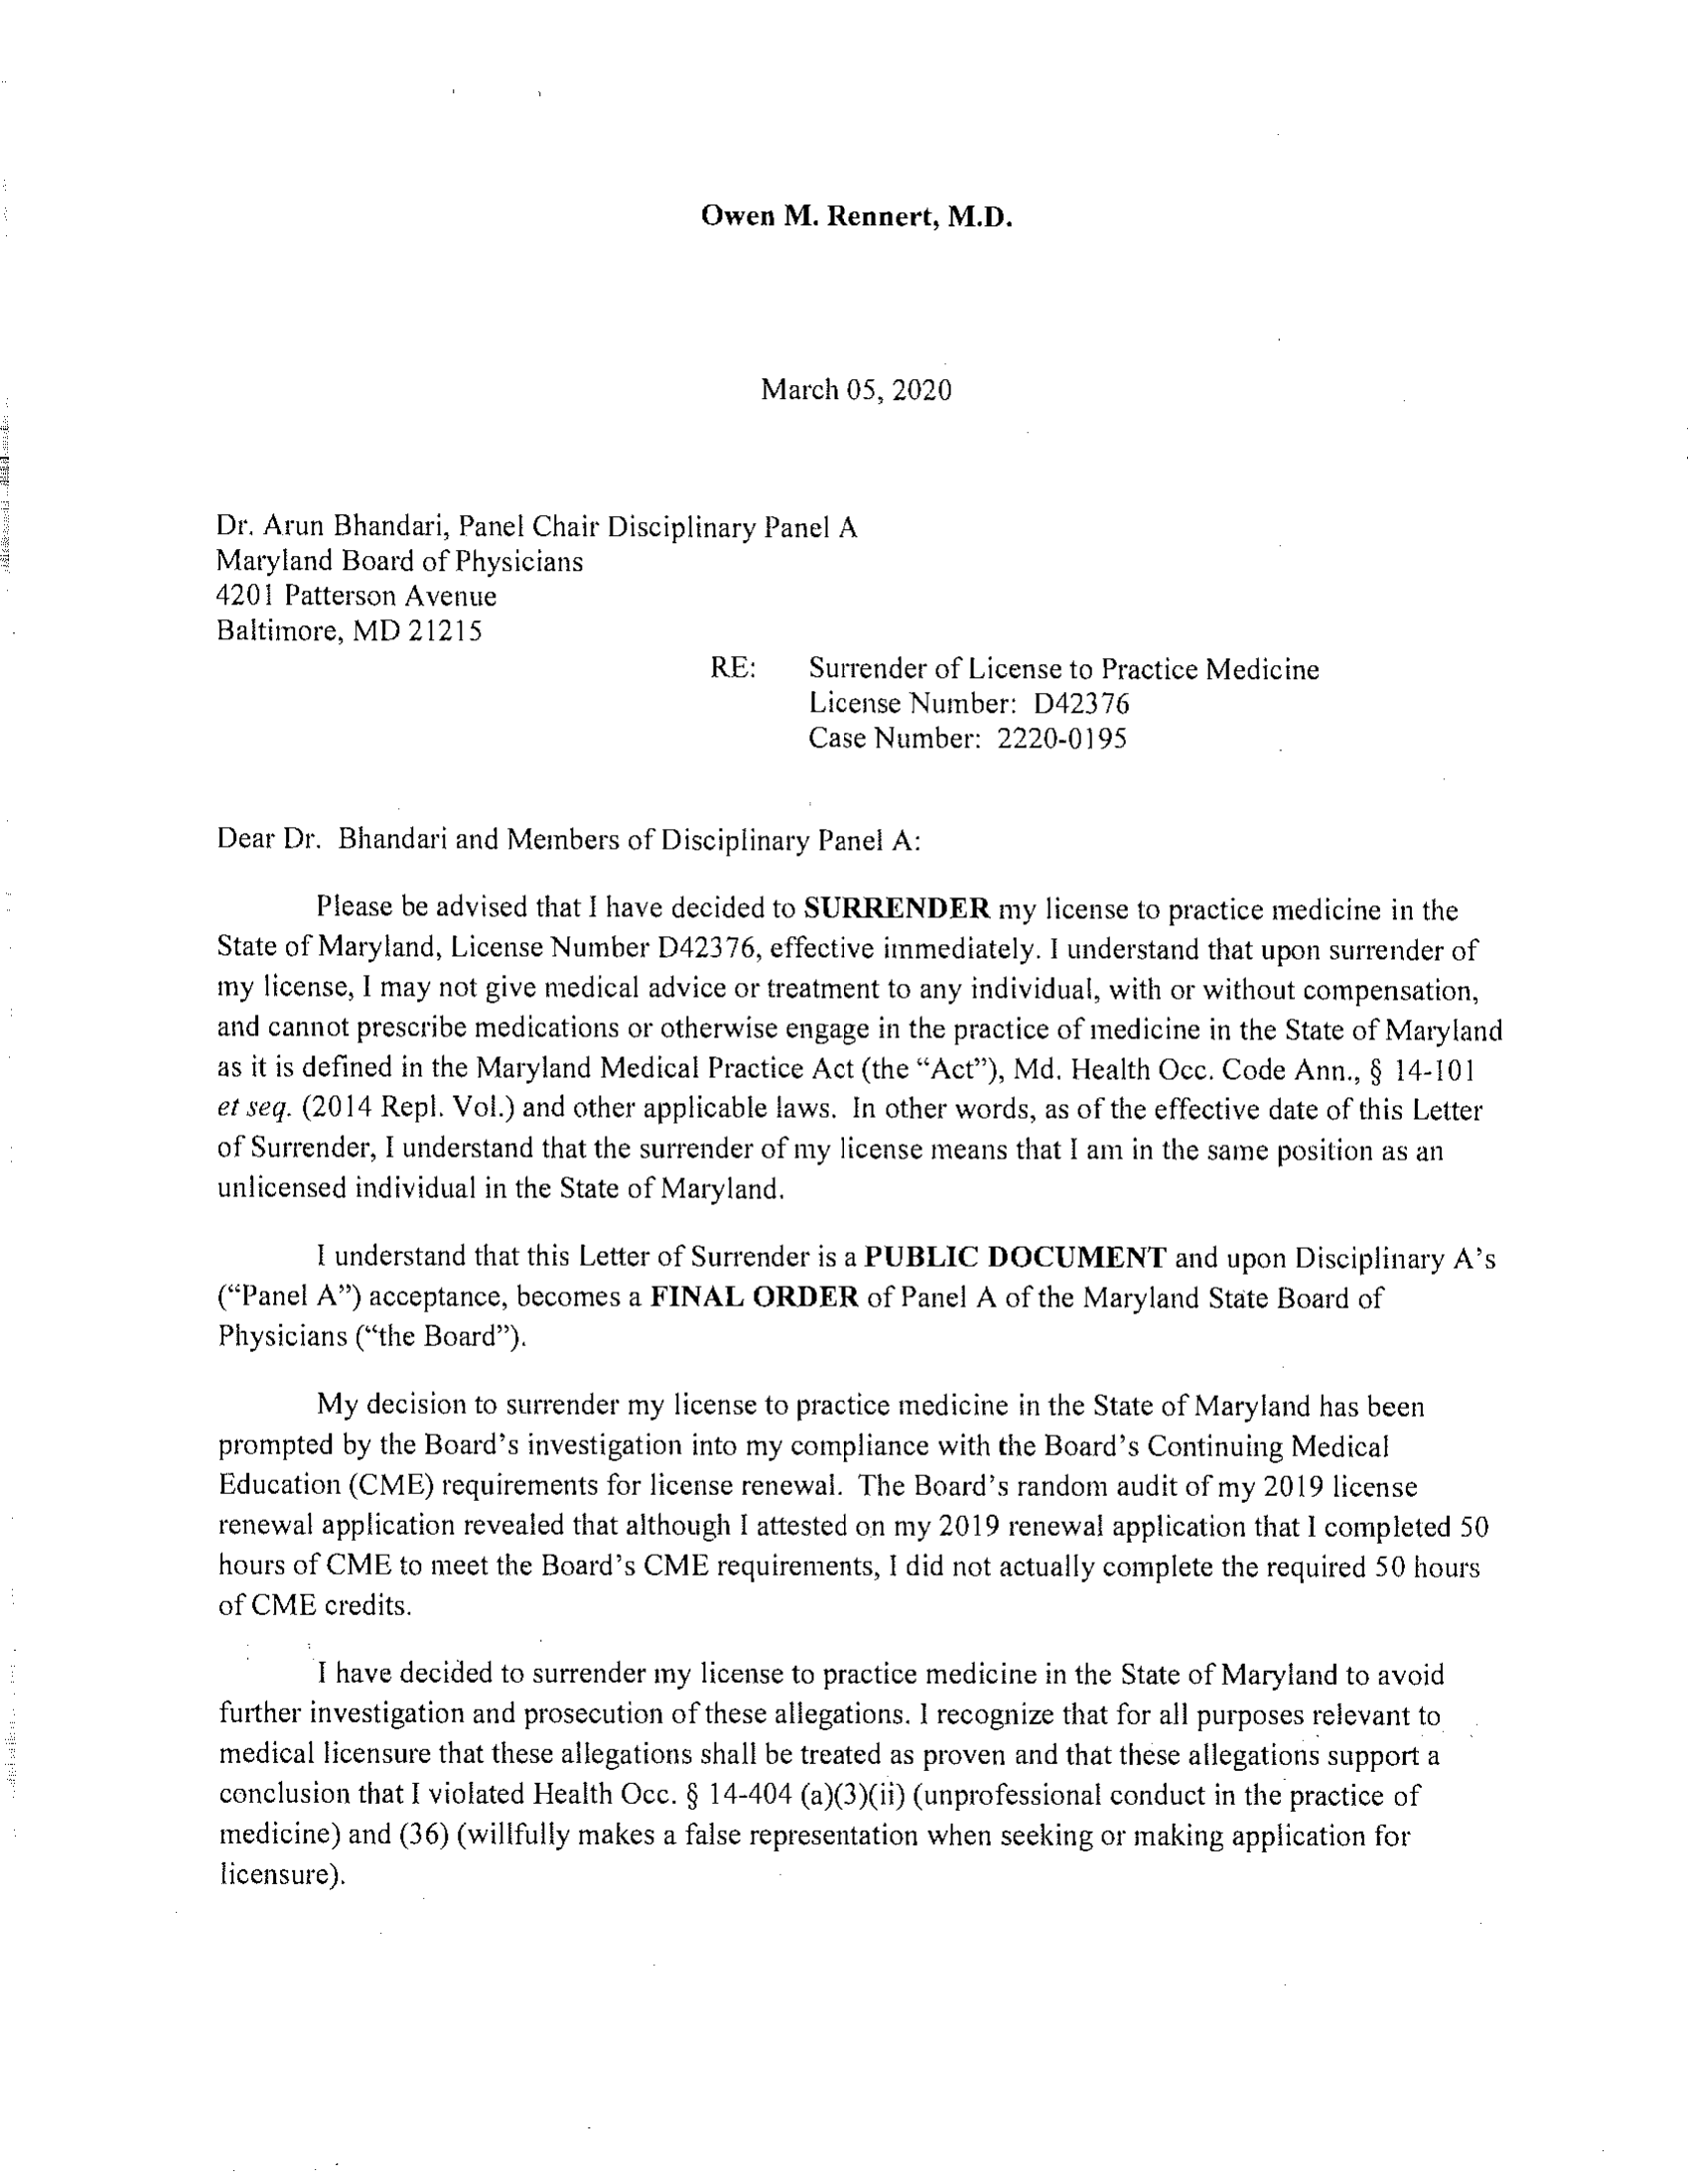 Owen M. Rennert, M.D.
March 05, 2020
Dr. Arun Bhandari, Panel Chair Disciplinary Panel A
Maryland Board of Physicians
4201 Patterson Avenue
Baltimore, MD 21215
RE: Surrender of License to Practice Medicine
License Number: D42376
Case Number: 2220-0195
Dear Dr. Bhandari and Members of Disciplinary Panel A:
Please be advised that I have decided to SURRENDER my license to practice medicine in the
State of Maryland, License Number D42376, effective immediately. I understand that upon surrender of
my license, I may not give medical advice or treatment to any individual, with or without compensation,
and cannot prescribe medications or otherwise engage in the practice of medicine in the State of Maryland
as it is defined in the Maryland Medical Practice Act (the “Act”), Md. Health Occ. Code Ann., § 14-101
et seq. (2014 Repl. Vol.) and other applicable laws. In other words, as of the effective date of this Letter
of Surrender, I understand that the surrender of my license means that I am in the same position as an
unlicensed individual in the State of Maryland.
I understand that this Letter of Surrender is a PUBLIC DOCUMENT and upon Disciplinary A’s
(“Panel A”) acceptance, becomes a FINAL ORDER of Panel A of the Maryland State Board of
Physicians (“the Board”).
My decision to surrender my license to practice medicine in the State of Maryland has been
prompted by the Board’s investigation into my compliance with the Board’s Continuing Medical
Education (CME) requirements for license renewal. The Board’s random audit of my 2019 license
renewal application revealed that although I attested on my 2019 renewal application that I completed 50
hours of CME to meet the Board’s CME requirements, I did not actually complete the required 50 hours
of CME credits.
I have decided to surrender my license to practice medicine in the State of Maryland to avoid
further investigation and prosecution of these allegations. I recognize that for all purposes relevant to
medical licensure that these allegations shall be treated as proven and that these allegations support a
conclusion that I violated Health Occ. § 14-404 (a)(3)(ii) (unprofessional conduct in the practice of
medicine) and (36) (willfully makes a false representation when seeking or making application for
licensure).